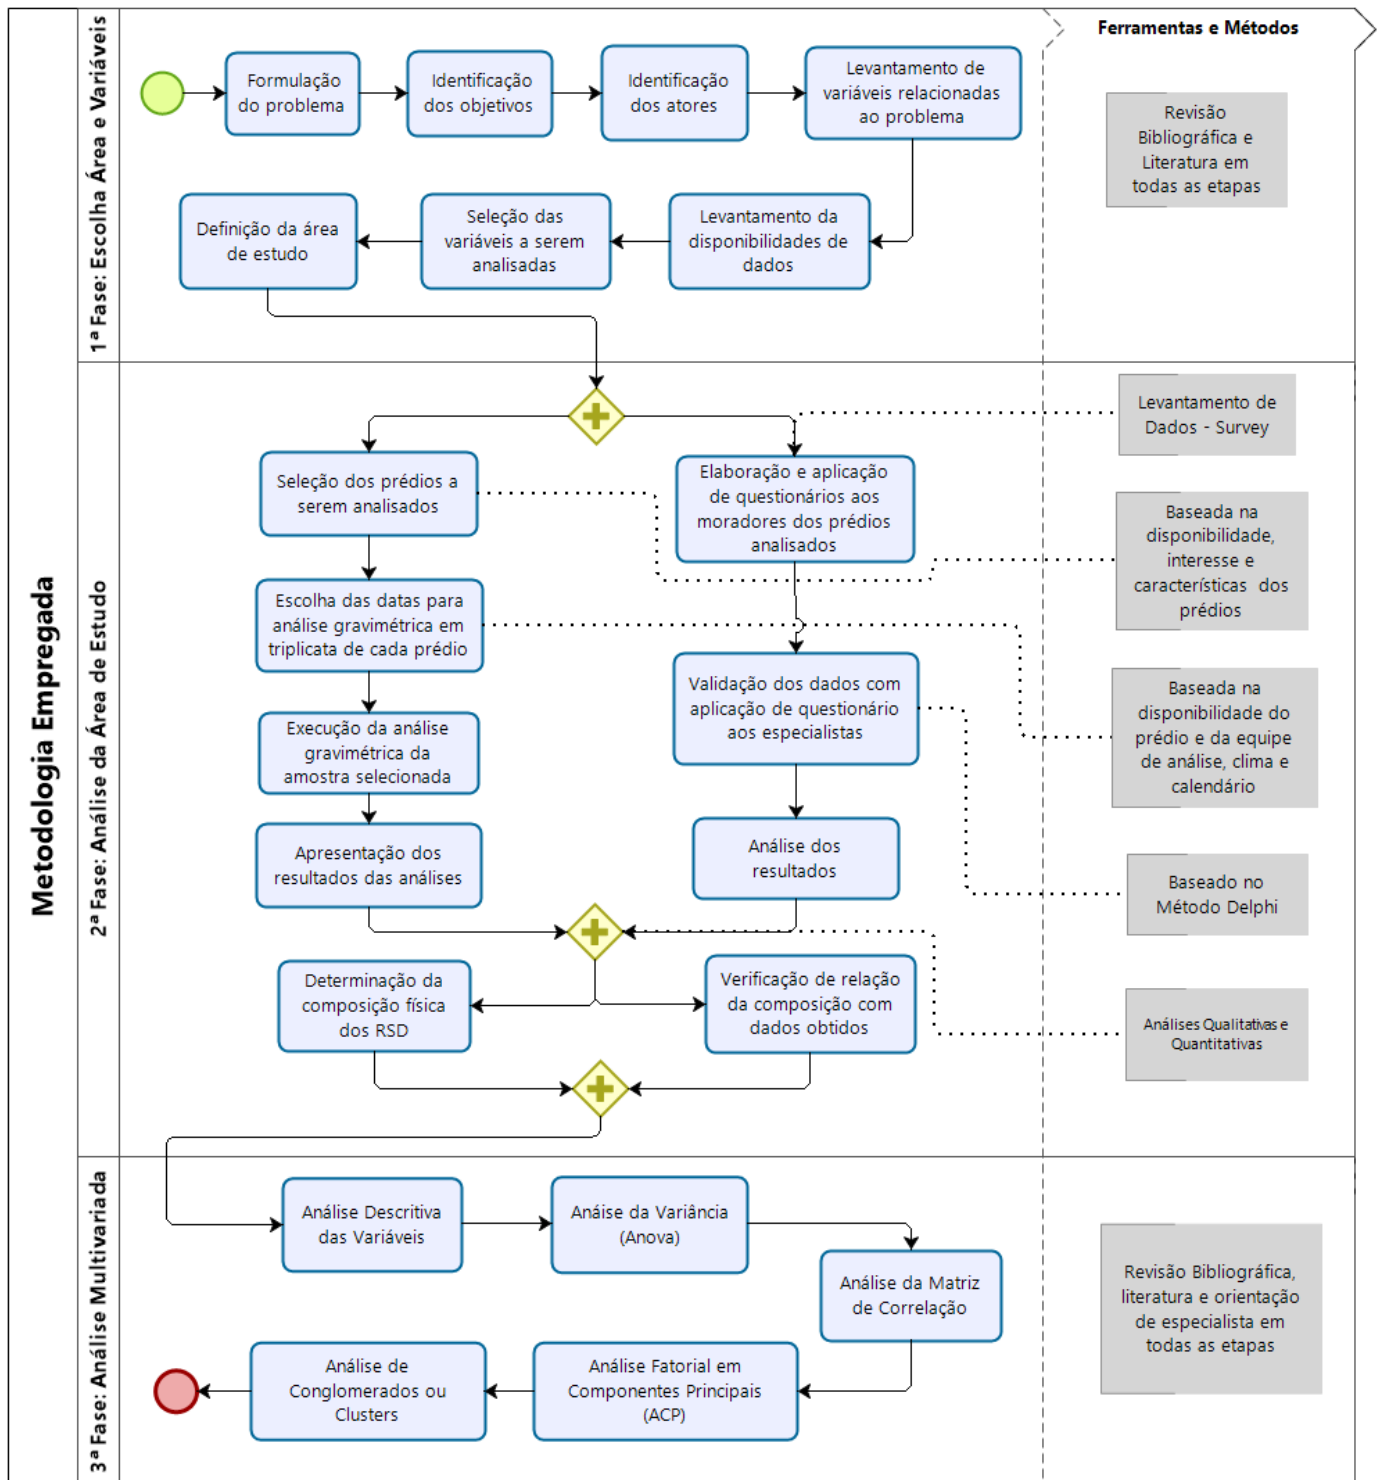 Metodologia Empregada
1ª Fase: Escolha Área e Variáveis
Ferramentas e Métodos
Formulação
do problema
Identificação
dos objetivos
Identificação
dos atores
Levantamento de
variáveis relacionadas
ao problema
Revisão
Bibliográfica e
Literatura em
todas as etapas
Definição da área
de estudo
Seleção das
variáveis a serem
analisadas
Levantamento da
disponibilidades de
dados
2ª Fase: Análise da Área de Estudo
Levantamento de
Dados - Survey
Seleção dos prédios a
serem analisados
Elaboração e aplicação
de questionários aos
moradores dos prédios
analisados
Baseada na
disponibilidade,
interesse e
características dos
prédios
Escolha das datas para
análise gravimétrica em
triplicata de cada prédio
Validação dos dados com
aplicação de questionário
aos especialistas
Baseada na
disponibilidade do
prédio e da equipe
de análise, clima e
calendário
Execução da análise
gravimétrica da
amostra selecionada
Apresentação dos
resultados das análises
Análise dos
resultados
Baseado no
Método Delphi
Determinação da
composição física
dos RSD
Verificação de relação
da composição com
dados obtidos
Análises Qualitativas e
Quantitativas
3ª Fase: Análise Multivariada
Análise Descritiva
das Variáveis
Anáise da Variância
(Anova)
Análise da Matriz
de Correlação
Revisão Bibliográfica,
literatura e orientação
de especialista em
todas as etapas
Análise de
Conglomerados ou
Clusters
Análise Fatorial em
Componentes Principais
(ACP)